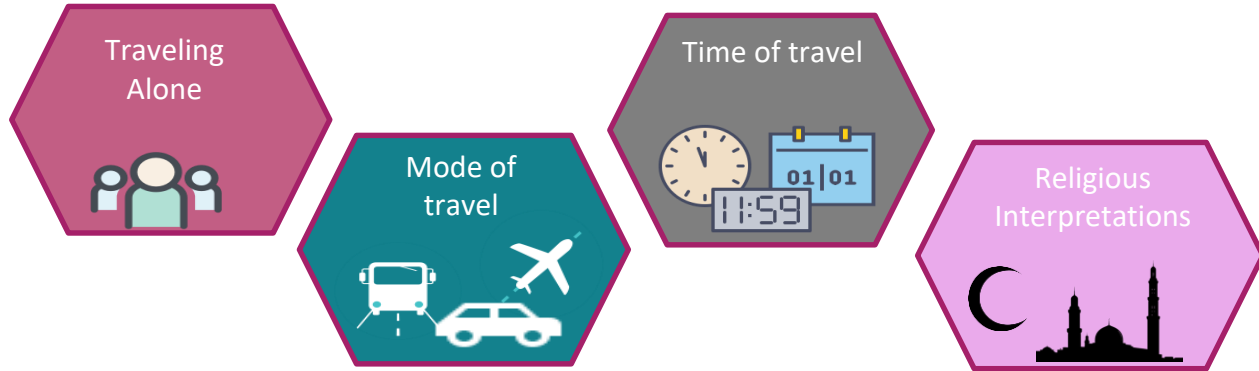 Traveling
Alone
Mode of
travel
Time of travel
01|01
11:59
Religious
Interpretations